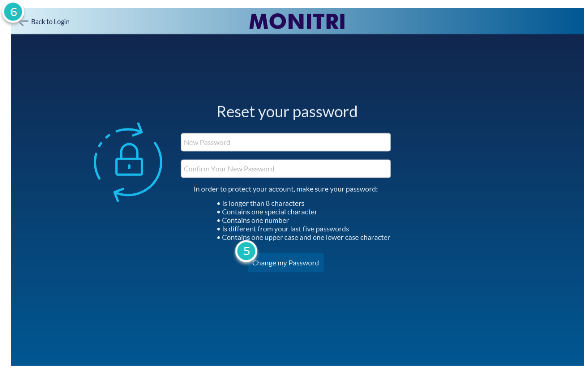 6
Back to Login
MONITRI
Reset your password
New Password
Confirm Your New Password
In order to protect your account, make sure your password:
• Is longer than 8 characters
• Contains one special character
• Contains one number
• Is different from your last five passwords
• Contains one upper case and one lower case character
5
Change my Password